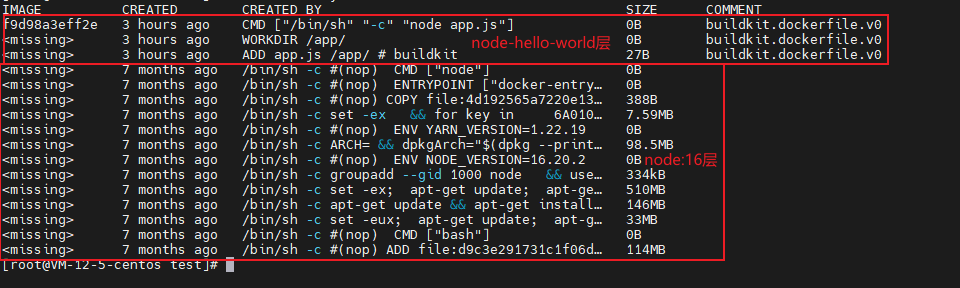 IMAGE CREATED CREATED BY SIZE COMMENT
f9d98a3eff2e 3 hours ago CMD ["/bin/sh" "-c" "node app.js"] 0B buildkit.dockerfile.v0
<missing> 3 hours ago WORKDIR /app/ 0B buildkit.dockerfile.v0
node-hello-world层
<missing> 3 hours ago ADD app.js /app/ # buildkit 27B buildkit.dockerfile.v0
<missing> 7 months ago /bin/sh -c #(nop) CMD ["node"] 0B
<missing> 7 months ago /bin/sh -c #(nop) ENTRYPOINT ["docker-entry… 0B
<missing> 7 months ago /bin/sh -c #(nop) COPY file:4d192565a7220e13… 388B
<missing> 7 months ago /bin/sh -c set -ex && for key in 6A010… 7.59MB
<missing> 7 months ago /bin/sh -c #(nop) ENV YARN_VERSION=1.22.19 0B
<missing> 7 months ago /bin/sh -c ARCH= && dpkgArch="$(dpkg --print… 98.5MB
<missing> 7 months ago /bin/sh -c #(nop) ENV NODE_VERSION=16.20.2 0B node:16层
<missing> 7 months ago /bin/sh -c groupadd --gid 1000 node && use… 334kB
<missing> 7 months ago /bin/sh -c set -ex; apt-get update; apt-ge… 510MB
<missing> 7 months ago /bin/sh -c apt-get update && apt-get install… 146MB
<missing> 7 months ago /bin/sh -c set -eux; apt-get update; apt-g… 33MB
<missing> 7 months ago /bin/sh -c #(nop) CMD ["bash"] 0B
<missing> 7 months ago /bin/sh -c #(nop) ADD file:d9c3e291731c1f06d… 114MB
[root@VM-12-5-centos test]#